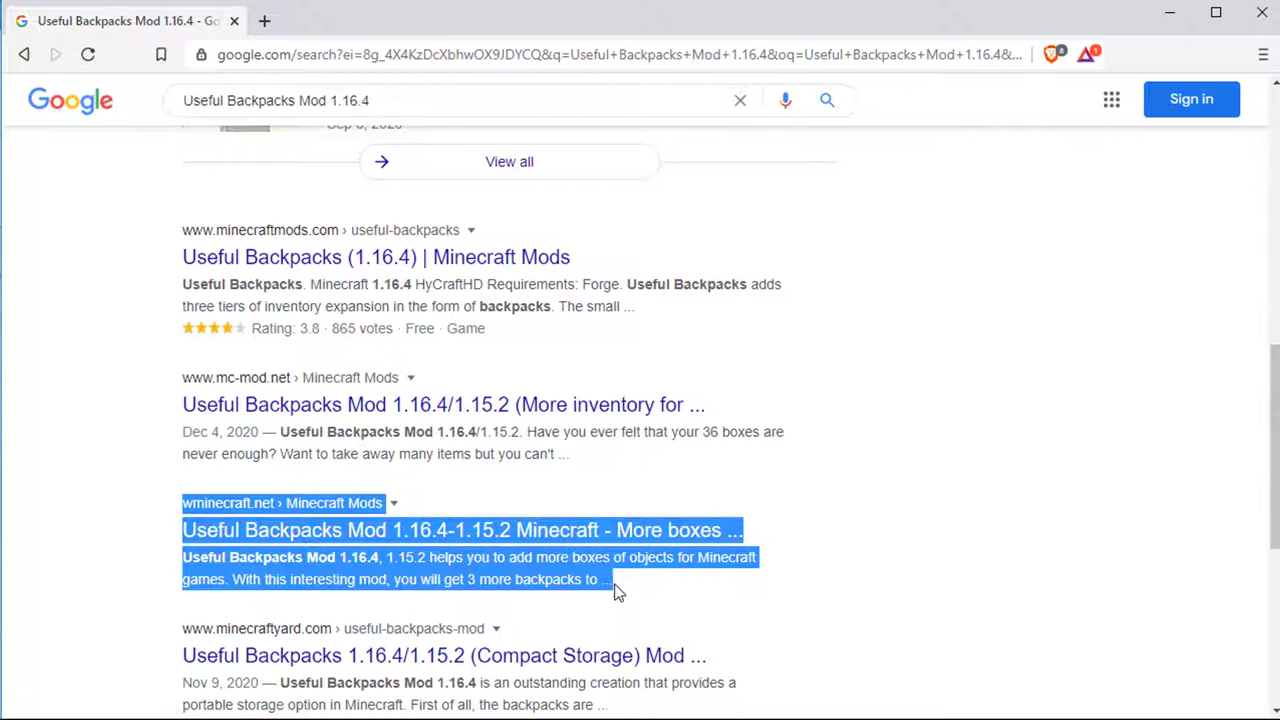 Useful Backpacks Mod 1.16.4 - Go
google.com/search?ei=8g_4X4KzDcXbhwOX9JDYCQ&q=Useful+Backpacks+Mod+1.16.4&oq=Useful+Backpacks+Mod+1.16.4&...
8
1
Google
Useful Backpacks Mod 1.16.4
Sign in
Sep 6, 2020
View all
www.minecraftmods.com › useful-backpacks
Useful Backpacks (1.16.4) | Minecraft Mods
Useful Backpacks. Minecraft 1.16.4 HyCraftHD Requirements: Forge. Useful Backpacks adds
three tiers of inventory expansion in the form of backpacks. The small ...
Rating: 3.8 · 865 votes · Free · Game
www.mc-mod.net › Minecraft Mods
Useful Backpacks Mod 1.16.4/1.15.2 (More inventory for ...
Dec 4, 2020 — Useful Backpacks Mod 1.16.4/1.15.2. Have you ever felt that your 36 boxes are
never enough? Want to take away many items but you can't ...
wminecraft.net › Minecraft Mods
Useful Backpacks Mod 1.16.4-1.15.2 Minecraft - More boxes ...
Useful Backpacks Mod 1.16.4, 1.15.2 helps you to add more boxes of objects for Minecraft
games. With this interesting mod, you will get 3 more backpacks to ...
www.minecraftyard.com › useful-backpacks-mod
Useful Backpacks 1.16.4/1.15.2 (Compact Storage) Mod ...
Nov 9, 2020 — Useful Backpacks Mod 1.16.4 is an outstanding creation that provides a
portable storage option in Minecraft. First of all, the backpacks are ...